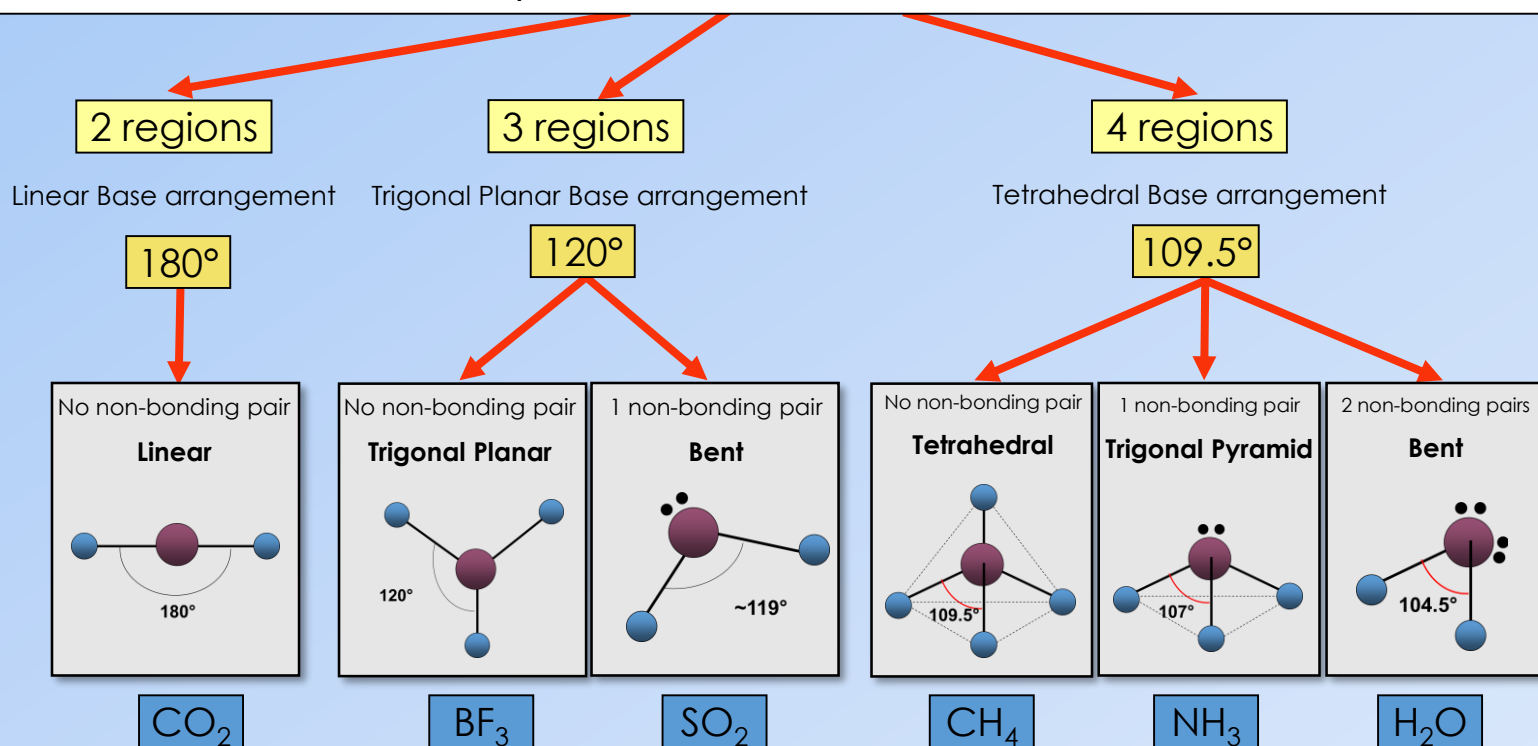 2 regions
3 regions
4 regions
Linear Base arrangement
Trigonal Planar Base arrangement
Tetrahedral Base arrangement
180°
120°
109.5°
No non-bonding pair
Linear
180°
No non-bonding pair
Trigonal Planar
120°
1 non-bonding pair
Bent
~119°
No non-bonding pair
Tetrahedral
109.5°
1 non-bonding pair
Trigonal Pyramid
107°
2 non-bonding pairs
Bent
104.5°
CO₂
BF₃
SO₂
CH₄
NH₃
H₂O